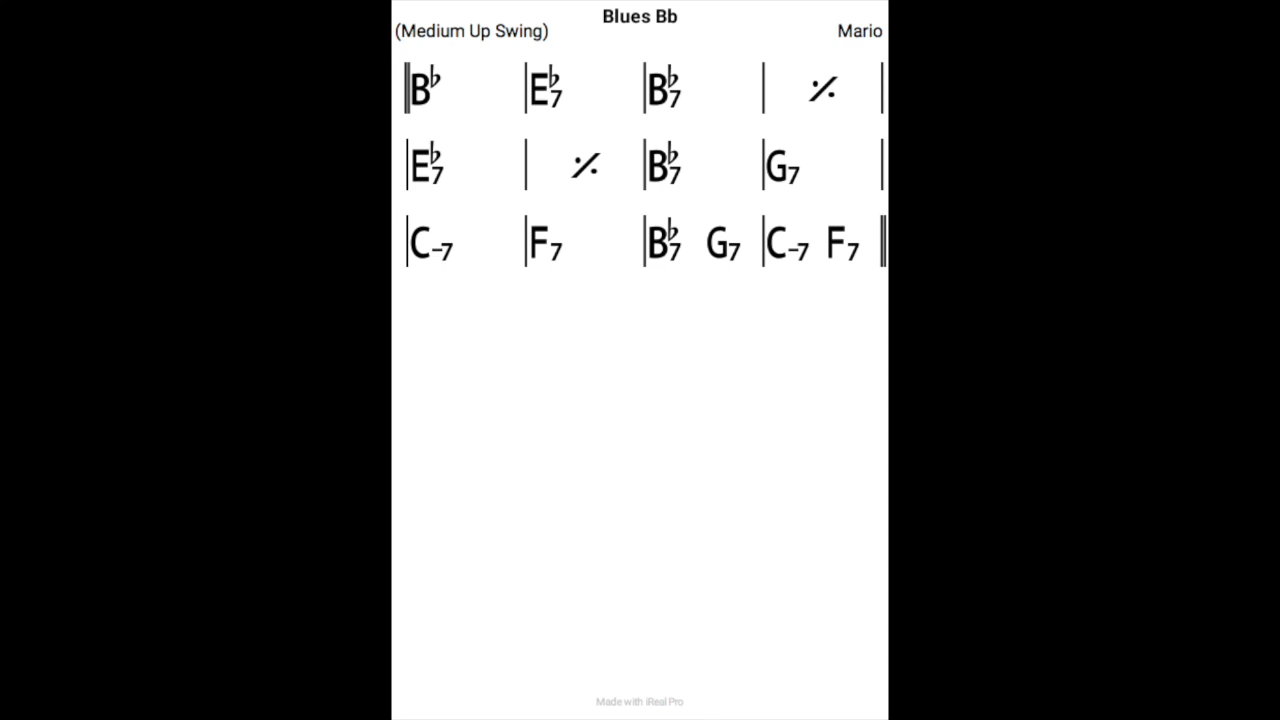 Blues Bb
(Medium Up Swing) Mario
B♭ E♭7 B♭7 𝄎
E♭7 𝄎 B♭7 G7
C-7 F7 B♭7 G7 C-7 F7
Made with iReal Pro